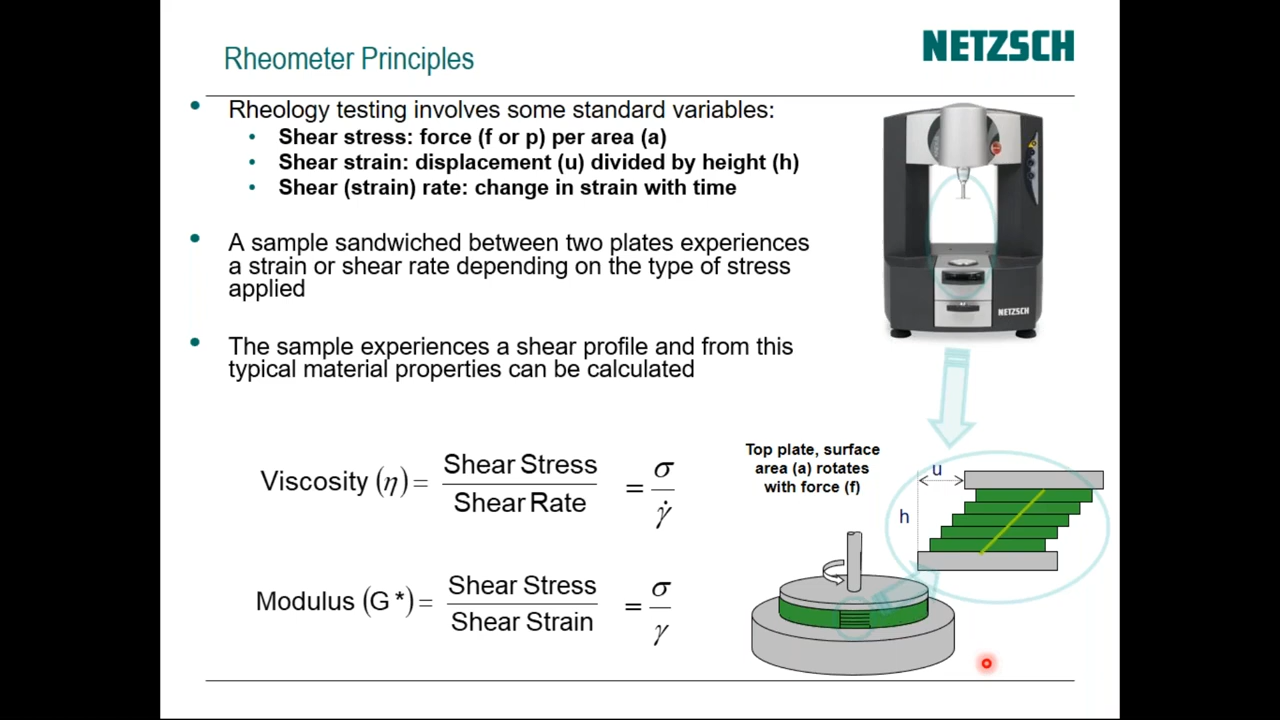 Rheometer Principles
NETZSCH
• Rheology testing involves some standard variables:
• Shear stress: force (f or p) per area (a)
• Shear strain: displacement (u) divided by height (h)
• Shear (strain) rate: change in strain with time
• A sample sandwiched between two plates experiences
a strain or shear rate depending on the type of stress
applied
• The sample experiences a shear profile and from this
typical material properties can be calculated
NETZSCH
Viscosity (η) = Shear Stress / Shear Rate = σ / γ̇
Modulus (G*) = Shear Stress / Shear Strain = σ / γ
Top plate, surface
area (a) rotates
with force (f)
u
h